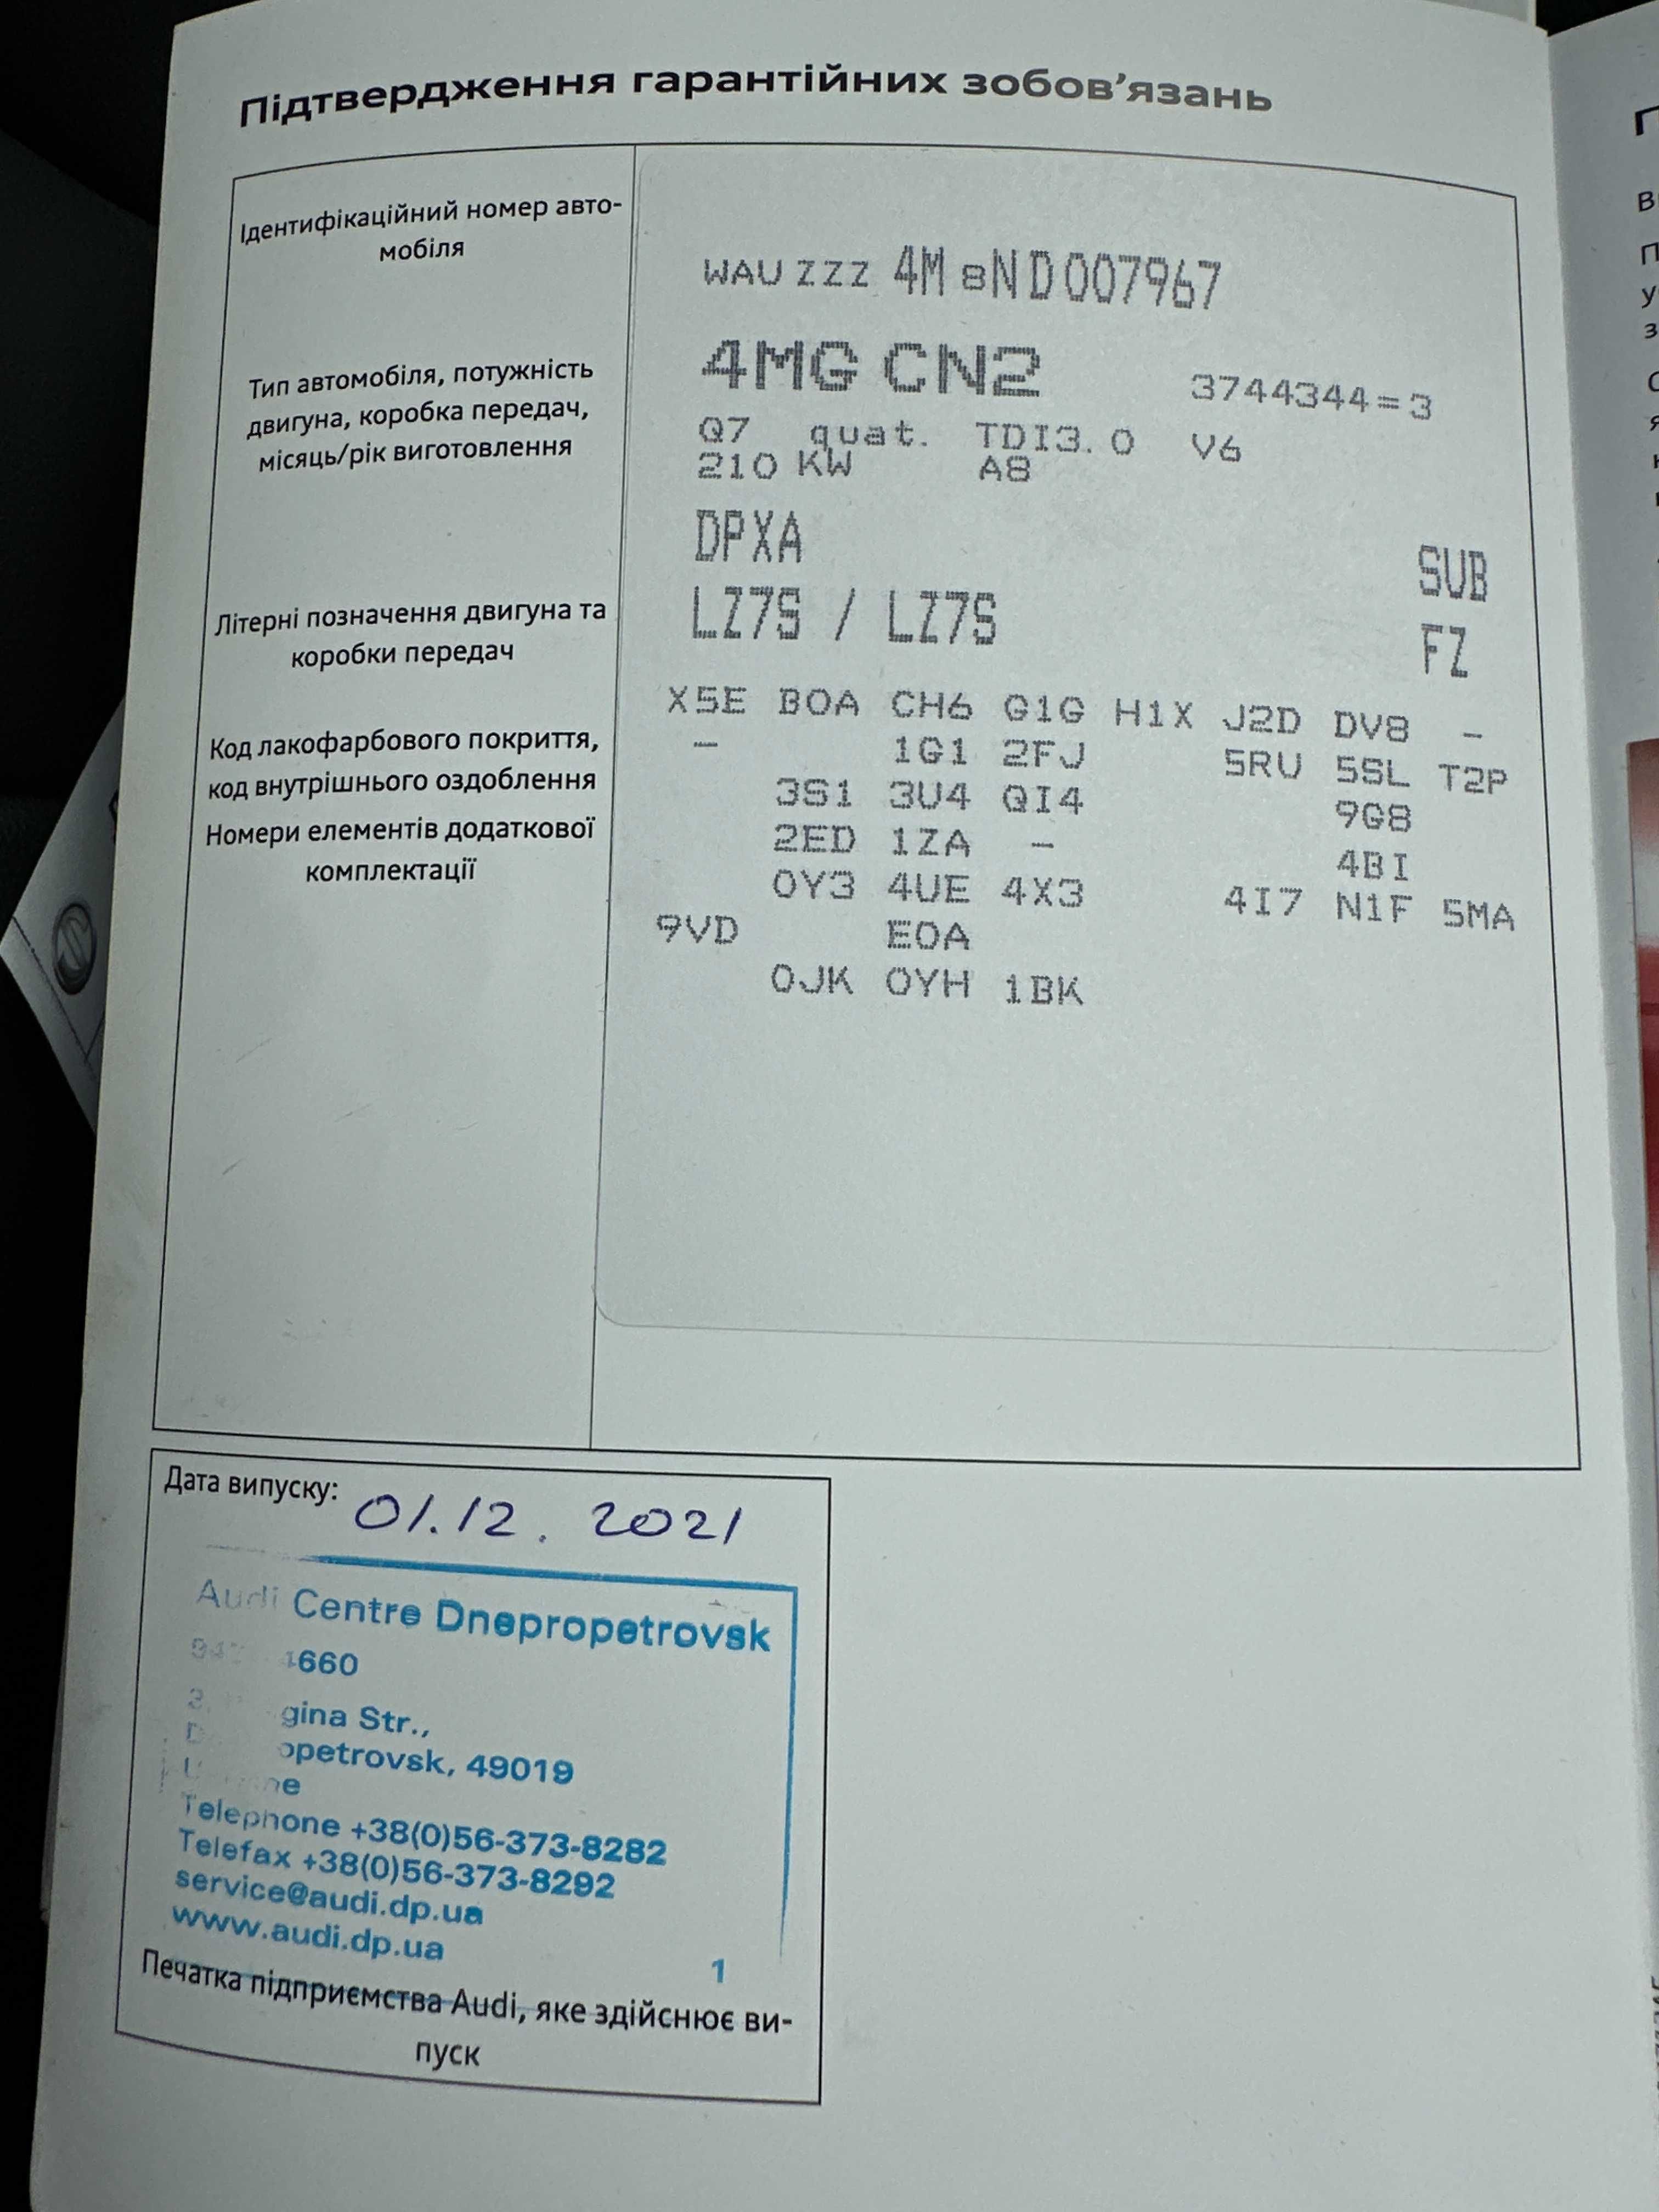 Підтвердження гарантійних зобов'язань
Ідентифікаційний номер авто-
мобіля
WAU ZZZ 4M 8N D007967
Тип автомобіля, потужність
двигуна, коробка передач,
місяць/рік виготовлення
4MG CN2 3744344=3
Q7 quat. TDI3.0 V6
210 KW A8
Літерні позначення двигуна та
коробки передач
DPXA SUB
LZ7S / LZ7S FZ
Код лакофарбового покриття,
код внутрішнього оздоблення
Номери елементів додаткової
комплектації
X5E B0A CH6 G1G H1X J2D DV8 -
- 1G1 2FJ 5RU 5SL T2P
3S1 3U4 QI4 9G8
2ED 1ZA - 4BI
0Y3 4UE 4X3 4I7 N1F 5MA
9VD E0A
0JK 0YH 1BK
Дата випуску: 01.12.2021
Audi Centre Dnepropetrovsk
660
Str.,
49019
Telephone +38(0)56-373-8282
Telefax +38(0)56-373-8292
service@audi.dp.ua
www.audi.dp.ua
1
Печатка підприємства Audi, яке здійснює ви-
пуск